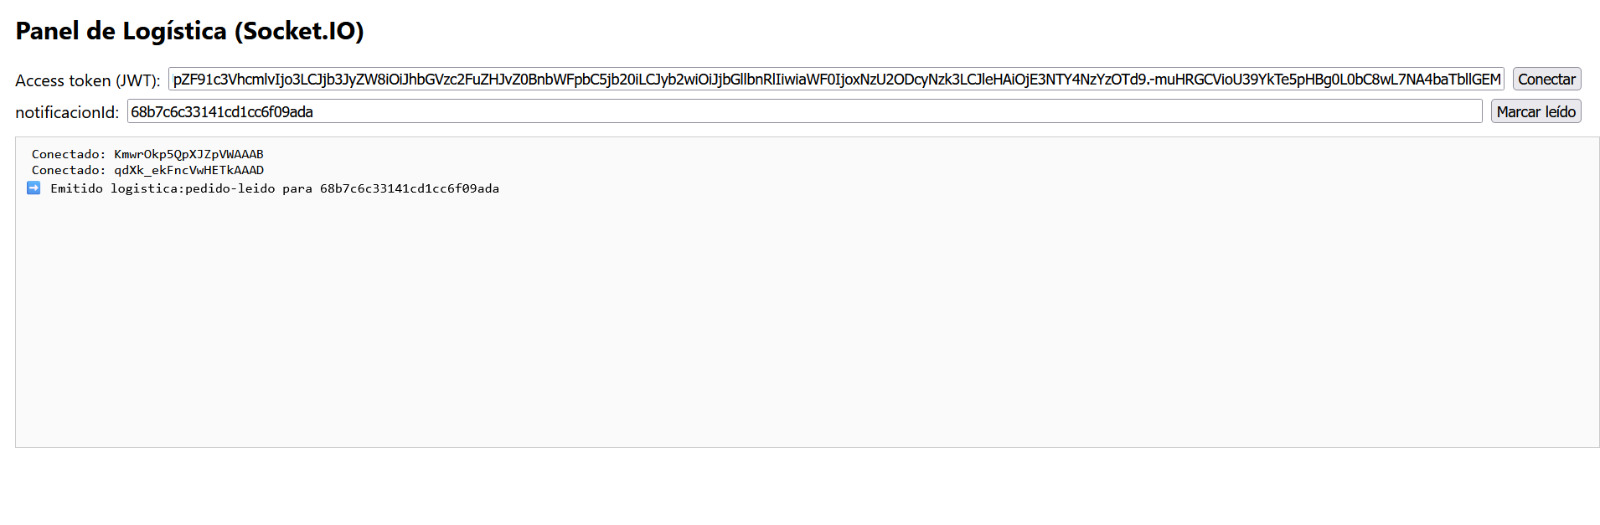 Panel de Logística (Socket.IO)
Access token (JWT): pZF91c3VhcmlvIjo3LCJjb3JyZW8iOiJhbGVzc2FuZHJvZ0BnbWFpbC5jb20iLCJyb2wiOiJjbGllbnRlIiwiaWF0IjoxNzU2ODcyNzk3LCJleHAiOjE3NTY4NzYzOTd9.-muHRGCVioU39YkTe5pHBg0L0bC8wL7NA4baTbllGEM Conectar
notificacionId: 68b7c6c33141cd1cc6f09ada Marcar leído
Conectado: KmwrOkp5QpXJZpVWAAAB
Conectado: qdXk_ekFncVwHETkAAAD
➡️ Emitido logistica:pedido-leido para 68b7c6c33141cd1cc6f09ada